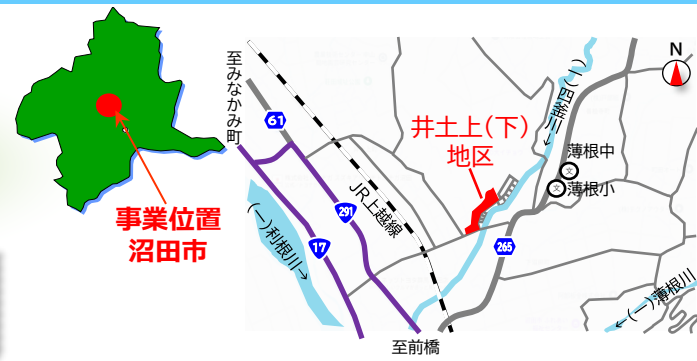 事業位置
沼田市
至みなかみ町
61
291
17
265
JR上越線
(一)利根川→
井土上(下)
地区
(一)四釜川→
薄根中
文
文
薄根小
←(一)薄根川
至前橋
N